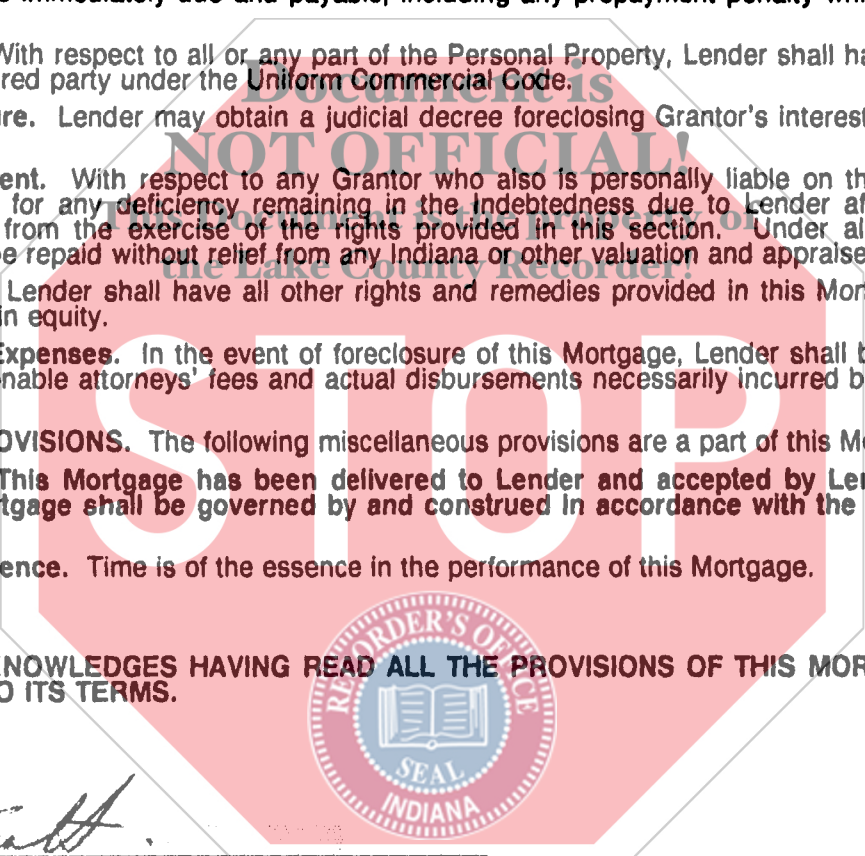 s immediately due and payable, including any prepayment penalty whi
With respect to all or any part of the Personal Property, Lender shall ha
red party under the Uniform Commercial Code.
ure. Lender may obtain a judicial decree foreclosing Grantor's interest
ent. With respect to any Grantor who also is personally liable on th
for any deficiency remaining in the Indebtedness due to Lender af
from the exercise of the rights provided in this section. Under al
be repaid without relief from any Indiana or other valuation and appraise
Lender shall have all other rights and remedies provided in this Mor
in equity.
Expenses. In the event of foreclosure of this Mortgage, Lender shall b
nable attorneys' fees and actual disbursements necessarily incurred b
OVISIONS. The following miscellaneous provisions are a part of this Mo
This Mortgage has been delivered to Lender and accepted by Len
tgage shall be governed by and construed in accordance with the
ence. Time is of the essence in the performance of this Mortgage.
NOWLEDGES HAVING READ ALL THE PROVISIONS OF THIS MOR
O ITS TERMS.
Document is
NOT OFFICIAL!
This Document is the property of
the Lake County Recorder!
STOP
RECORDER'S OFFICE
SEAL
INDIANA